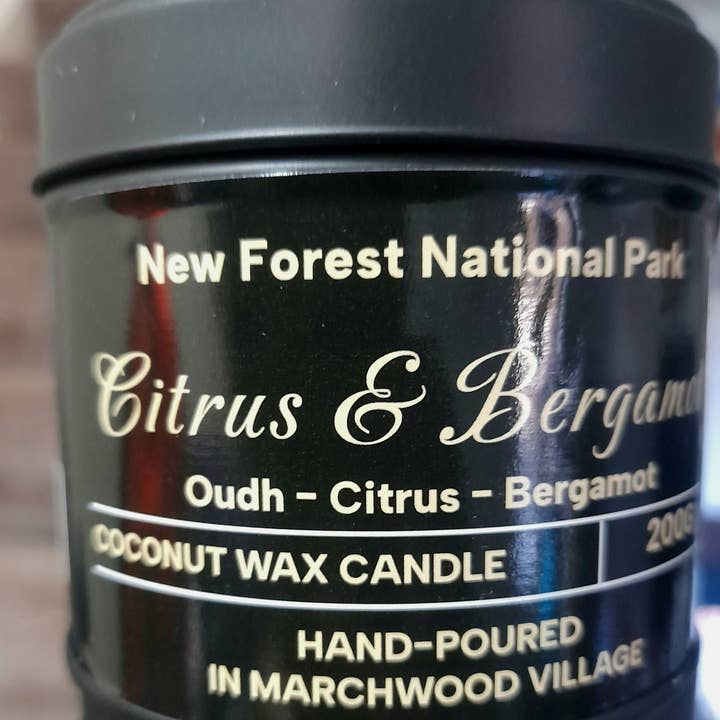 New Forest National Park
Citrus & Bergamot
Oudh - Citrus - Bergamot
COCONUT WAX CANDLE 200G
HAND-POURED
IN MARCHWOOD VILLAGE